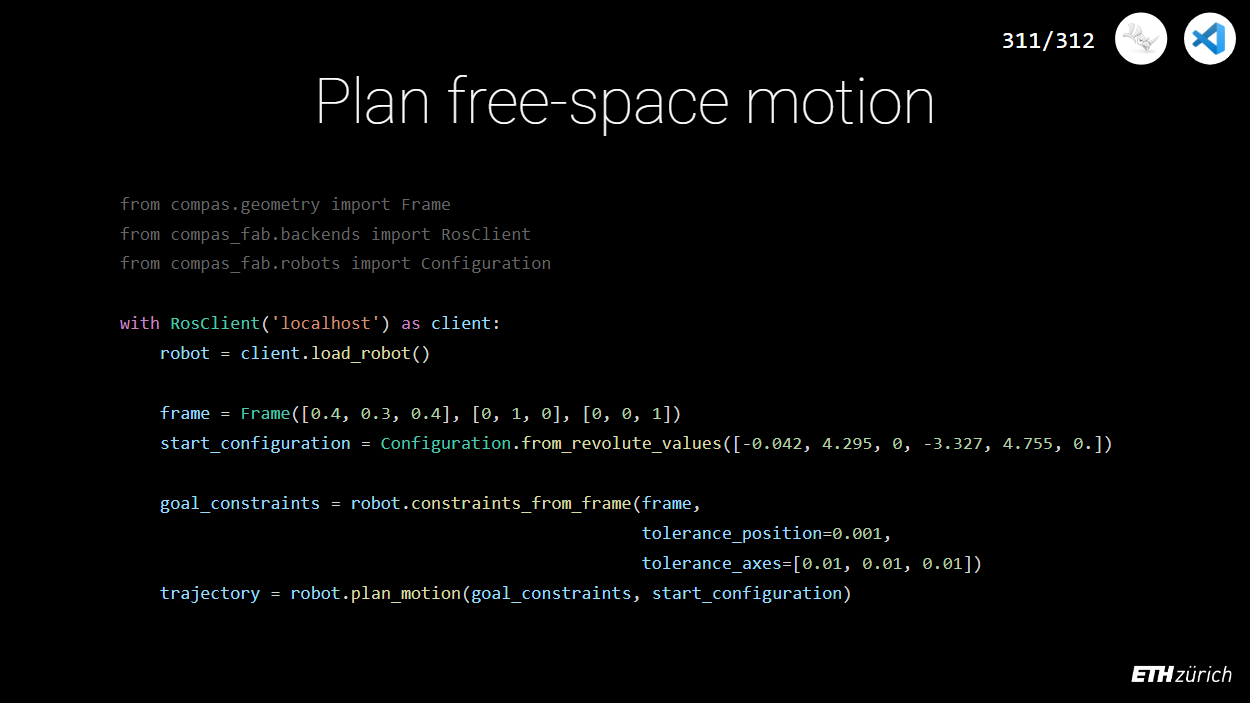 311/312
Plan free-space motion
from compas.geometry import Frame
from compas_fab.backends import RosClient
from compas_fab.robots import Configuration
with RosClient('localhost') as client:
    robot = client.load_robot()
    frame = Frame([0.4, 0.3, 0.4], [0, 1, 0], [0, 0, 1])
    start_configuration = Configuration.from_revolute_values([-0.042, 4.295, 0, -3.327, 4.755, 0.])
    goal_constraints = robot.constraints_from_frame(frame,
                                                    tolerance_position=0.001,
                                                    tolerance_axes=[0.01, 0.01, 0.01])
    trajectory = robot.plan_motion(goal_constraints, start_configuration)
ETH zürich